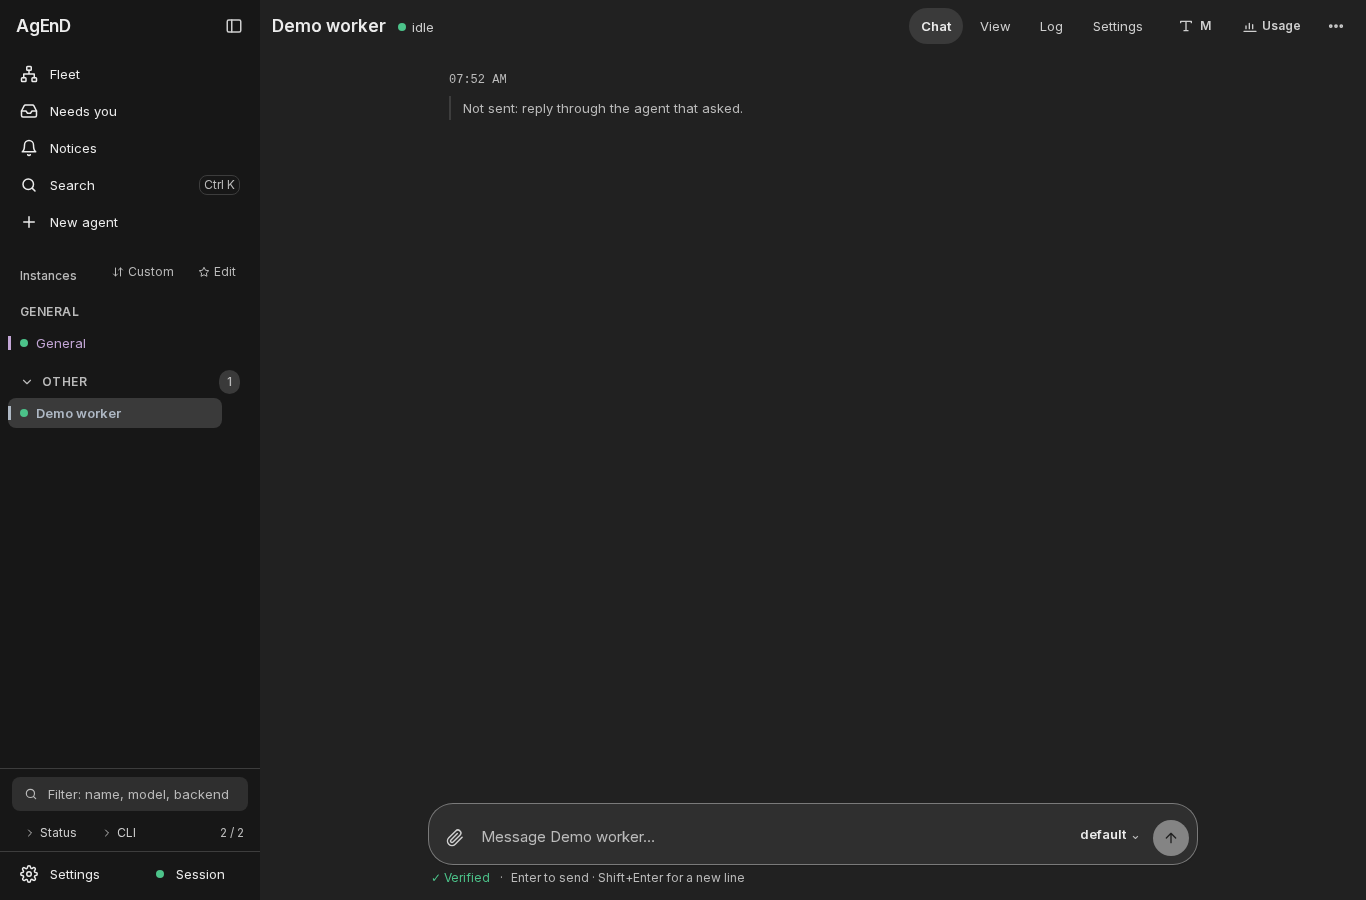 AgEnD
Fleet
Needs you
Notices
Search
Ctrl K
New agent
Instances
Custom
Edit
GENERAL
General
OTHER
1
Demo worker
Filter: name, model, backend
Status
CLI
2 / 2
Settings
Session
Demo worker
idle
Chat
View
Log
Settings
M
Usage
07:52 AM
Not sent: reply through the agent that asked.
Message Demo worker...
default
✓ Verified · Enter to send · Shift+Enter for a new line